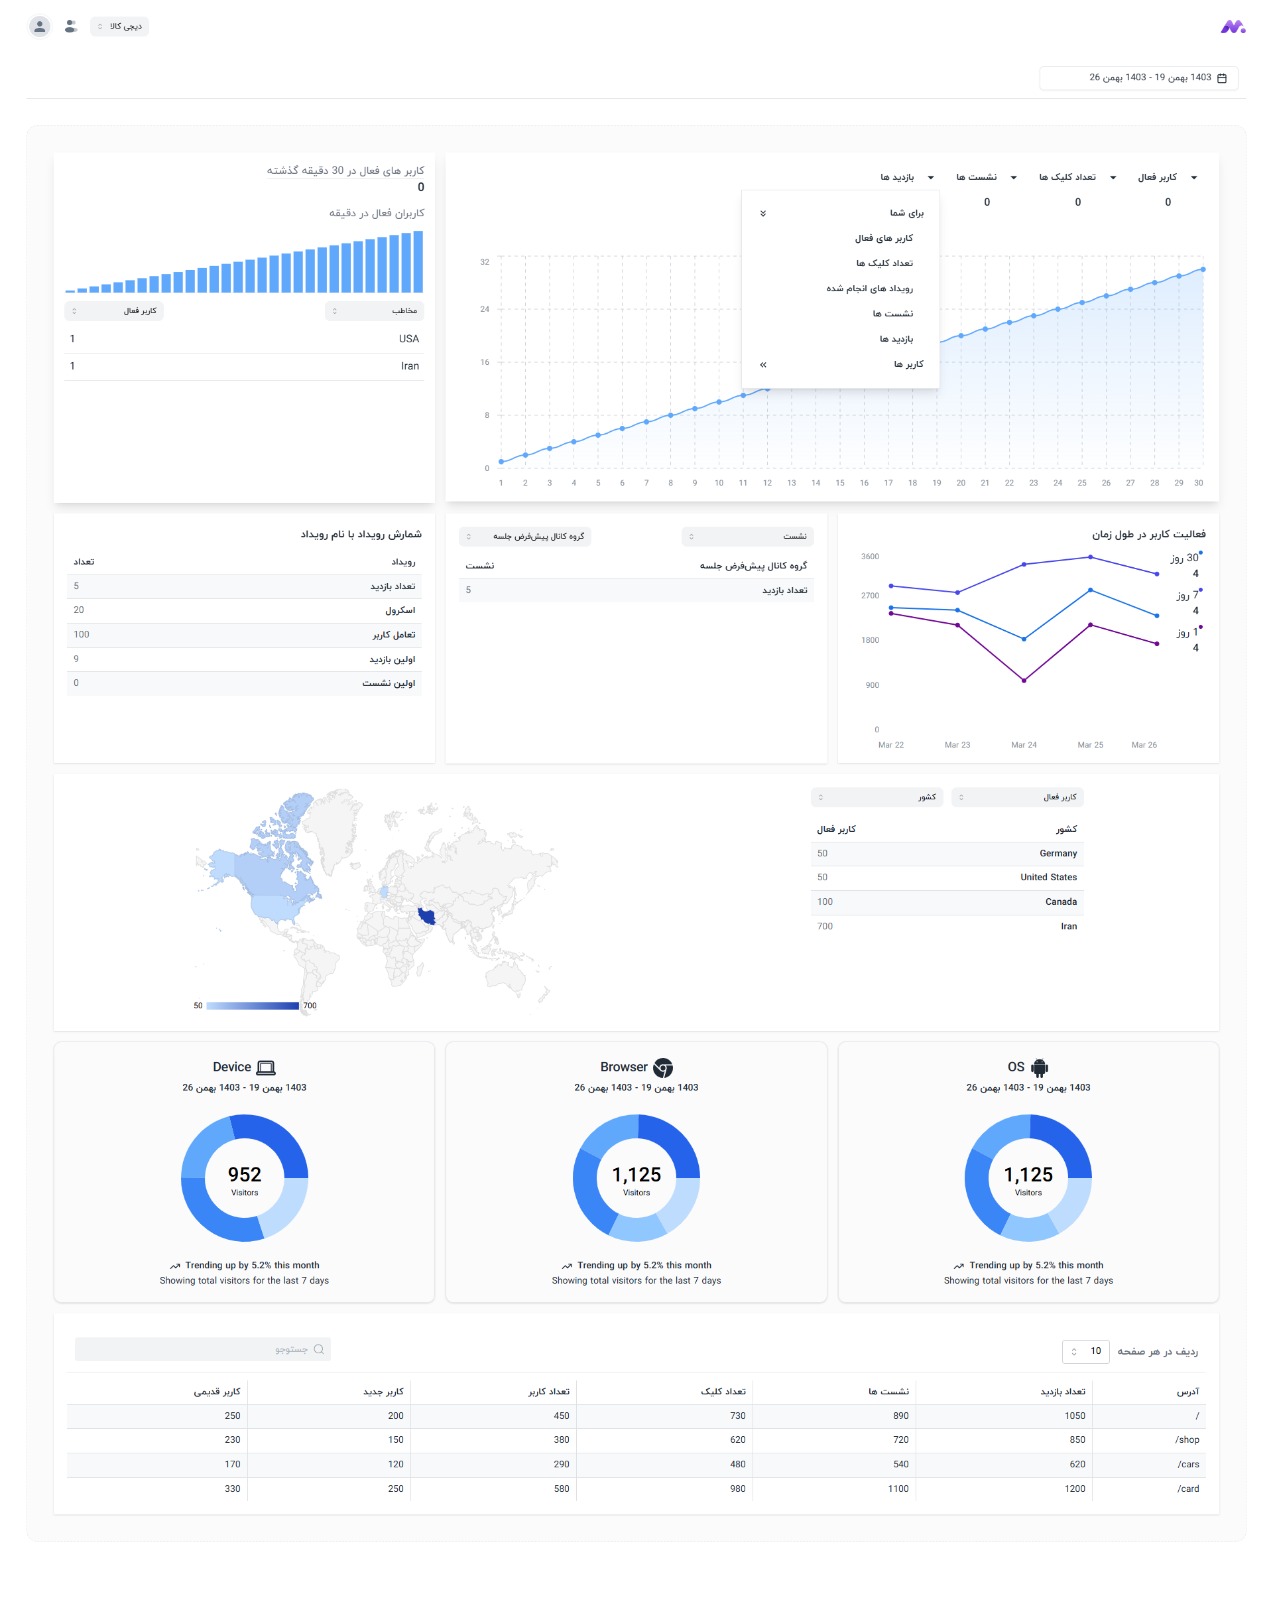 دیجی کالا
1403 بهمن 19 - 1403 بهمن 26
کاربر فعال
0
تعداد کلیک ها
0
نشست ها
0
بازدید ها
برای شما
کاربر های فعال
تعداد کلیک ها
رویداد های انجام شده
نشست ها
بازدید ها
کاربر ها
32
24
16
8
0
1 2 3 4 5 6 7 8 9 10 11 12 13 14 15 16 17 18 19 20 21 22 23 24 25 26 27 28 29 30
کاربر های فعال در 30 دقیقه گذشته
0
کاربران فعال در دقیقه
مخاطب کاربر فعال
USA 1
Iran 1
فعالیت کاربر در طول زمان
30 روز
4
7 روز
4
1 روز
4
3600
2700
1800
900
0
Mar 22 Mar 23 Mar 24 Mar 25 Mar 26
نشست گروه کانال پیش‌فرض جلسه
گروه کانال پیش‌فرض جلسه نشست
تعداد بازدید 5
شمارش رویداد با نام رویداد
رویداد تعداد
تعداد بازدید 5
اسکرول 20
تعامل کاربر 100
اولین بازدید 9
اولین نشست 0
کاربر فعال کشور
کشور کاربر فعال
Germany 50
United States 50
Canada 100
Iran 700
50 700
OS
1403 بهمن 19 - 1403 بهمن 26
1,125
Visitors
Trending up by 5.2% this month
Showing total visitors for the last 7 days
Browser
1403 بهمن 19 - 1403 بهمن 26
1,125
Visitors
Trending up by 5.2% this month
Showing total visitors for the last 7 days
Device
1403 بهمن 19 - 1403 بهمن 26
952
Visitors
Trending up by 5.2% this month
Showing total visitors for the last 7 days
ردیف در هر صفحه 10
جستوجو
آدرس تعداد بازدید نشست ها تعداد کلیک تعداد کاربر کاربر جدید کاربر قدیمی
/ 1050 890 730 450 200 250
/shop 850 720 620 380 150 230
/cars 620 540 480 290 120 170
/card 1200 1100 980 580 250 330